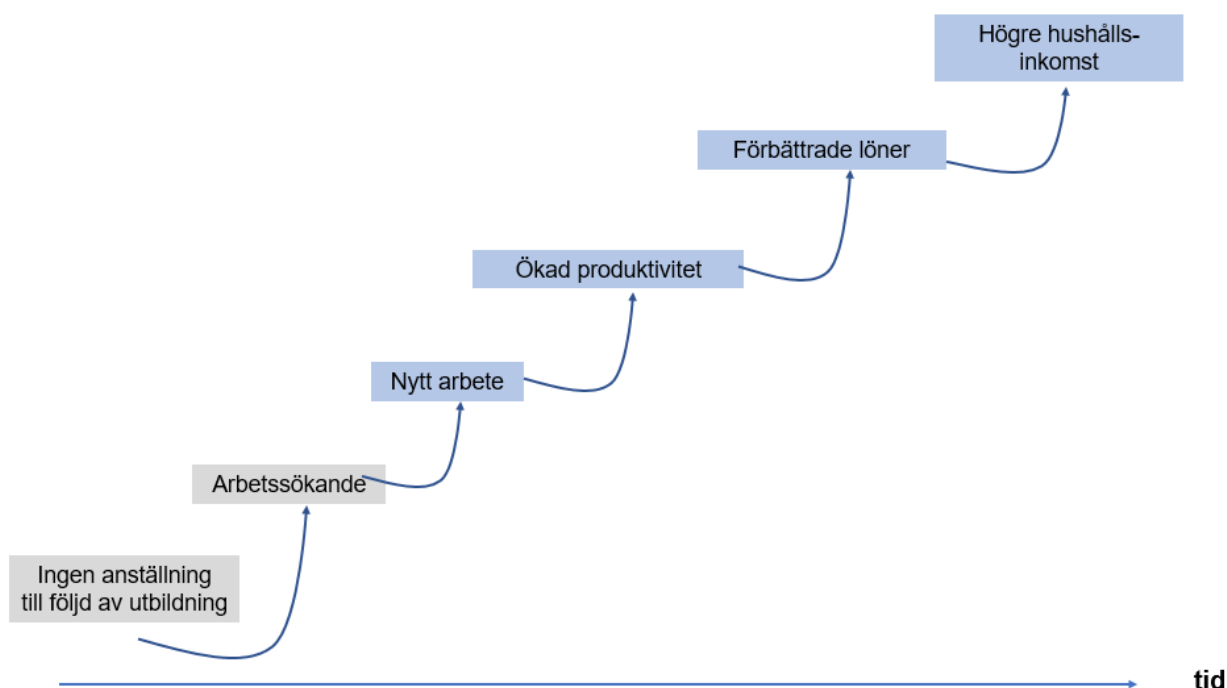 Högre hushålls-
inkomst
Förbättrade löner
Ökad produktivitet
Nytt arbete
Arbetssökande
Ingen anställning
till följd av utbildning
tid